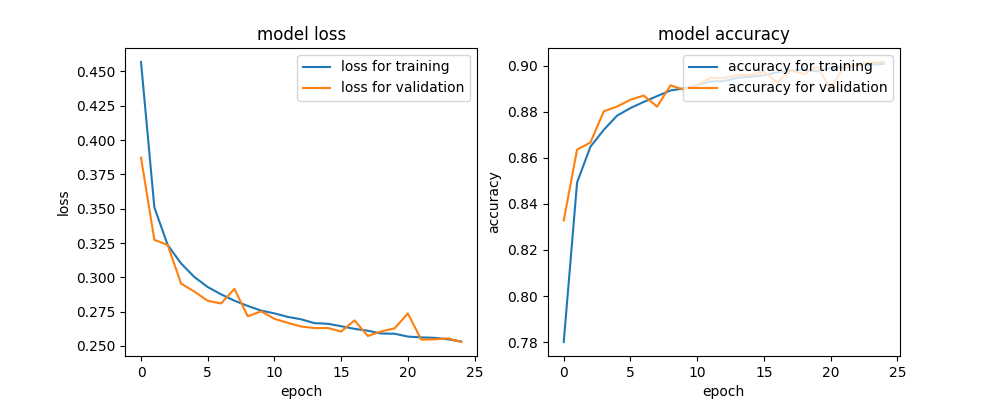 model loss
loss for training
loss for validation
0.450
0.425
0.400
0.375
0.350
0.325
0.300
0.275
0.250
loss
0 5 10 15 20 25
epoch
model accuracy
accuracy for training
accuracy for validation
0.90
0.88
0.86
0.84
0.82
0.80
0.78
accuracy
0 5 10 15 20 25
epoch